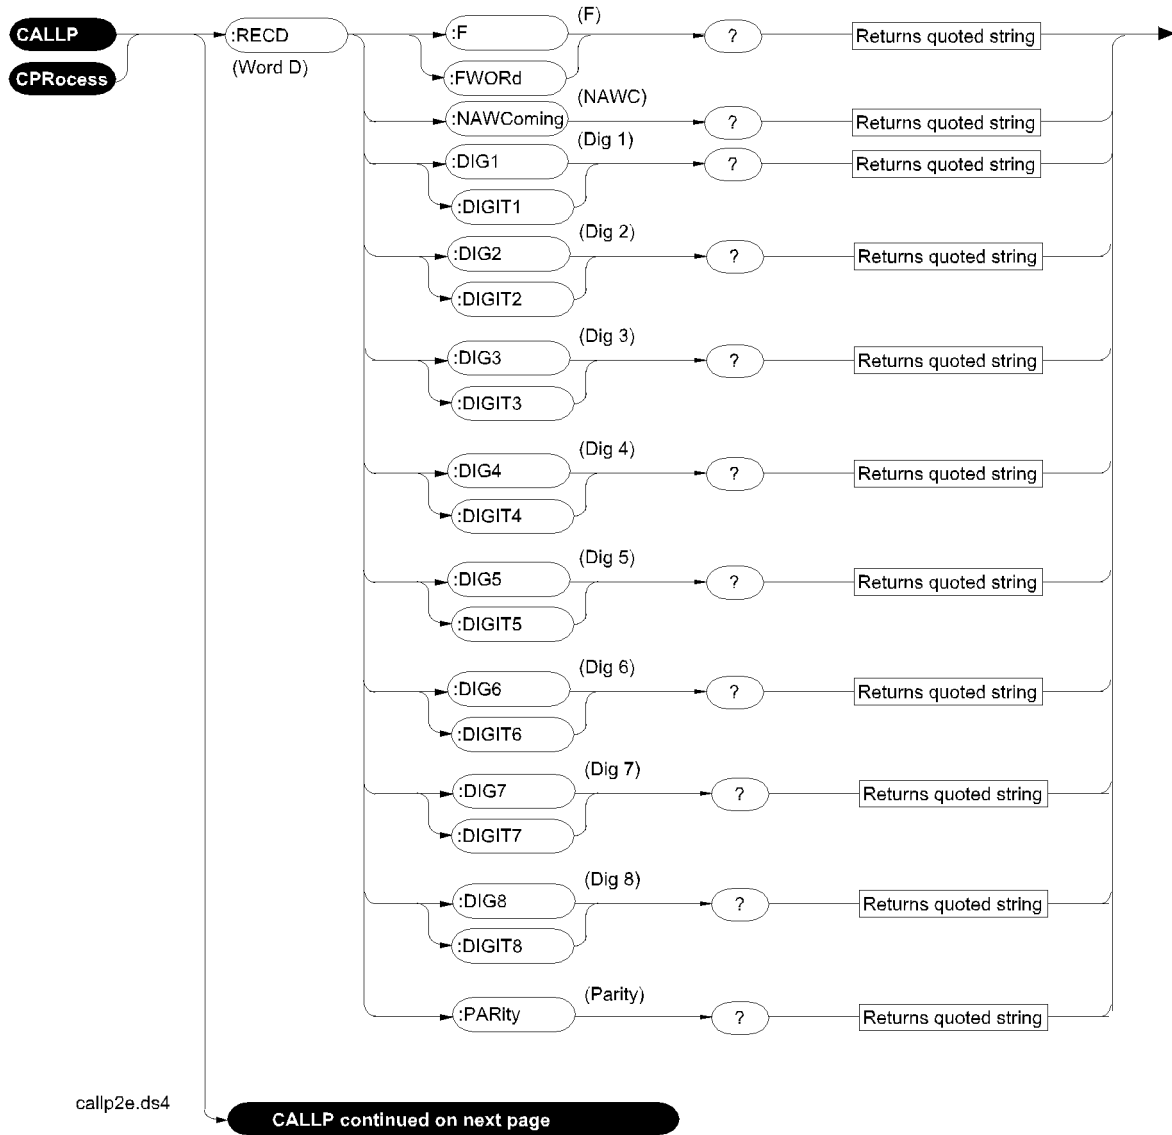 CALLP
:RECD
:F
(F)
?
Returns quoted string
CPRocess
(Word D)
:FWORd
:NAWComing
(NAWC)
?
Returns quoted string
:DIG1
(Dig 1)
?
Returns quoted string
:DIGIT1
:DIG2
(Dig 2)
?
Returns quoted string
:DIGIT2
:DIG3
(Dig 3)
?
Returns quoted string
:DIGIT3
:DIG4
(Dig 4)
?
Returns quoted string
:DIGIT4
:DIG5
(Dig 5)
?
Returns quoted string
:DIGIT5
:DIG6
(Dig 6)
?
Returns quoted string
:DIGIT6
:DIG7
(Dig 7)
?
Returns quoted string
:DIGIT7
:DIG8
(Dig 8)
?
Returns quoted string
:DIGIT8
:PARity
(Parity)
?
Returns quoted string
callp2e.ds4
CALLP continued on next page